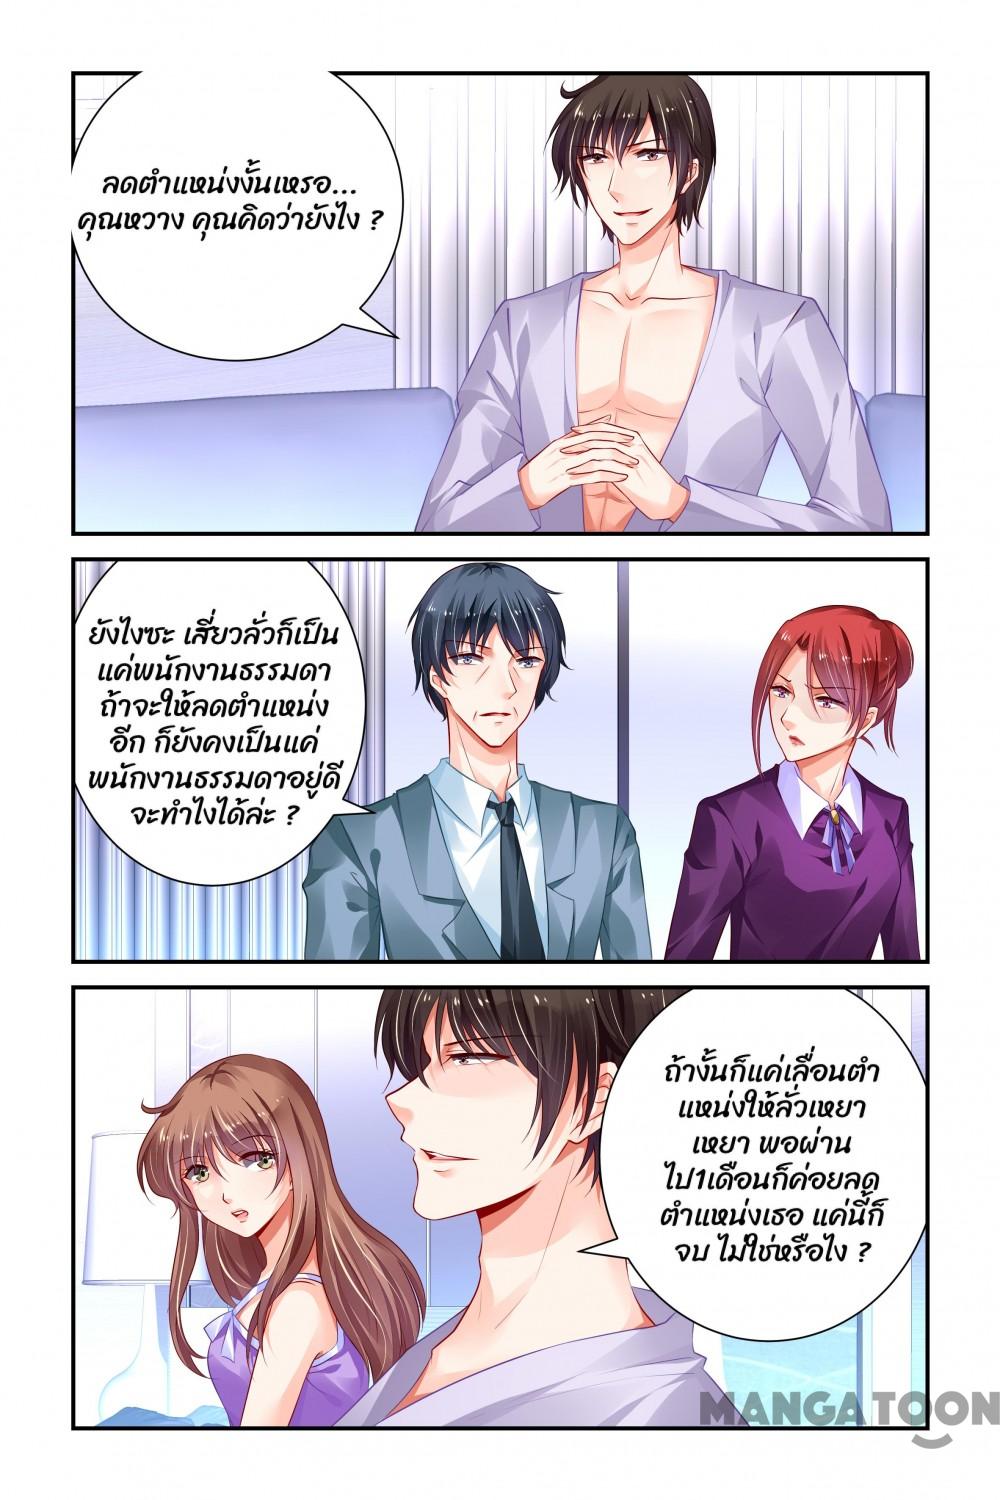 ลดตำแหน่งงั้นเหรอ...
คุณหวาง คุณคิดว่ายังไง ?
ยังไงซะ เสี่ยวลั่วก็เป็น
แค่พนักงานธรรมดา
ถ้าจะให้ลดตำแหน่ง
อีก ก็ยังคงเป็นแค่
พนักงานธรรมดาอยู่ดี
จะทำไงได้ล่ะ ?
ถ้างั้นก็แค่เลื่อนตำ
แหน่งให้ลั่วเหยา
เหยา พอผ่าน
ไป1เดือนก็ค่อยลด
ตำแหน่งเธอ แค่นี้ก็
จบ ไม่ใช่หรือไง ?
MANGATOON